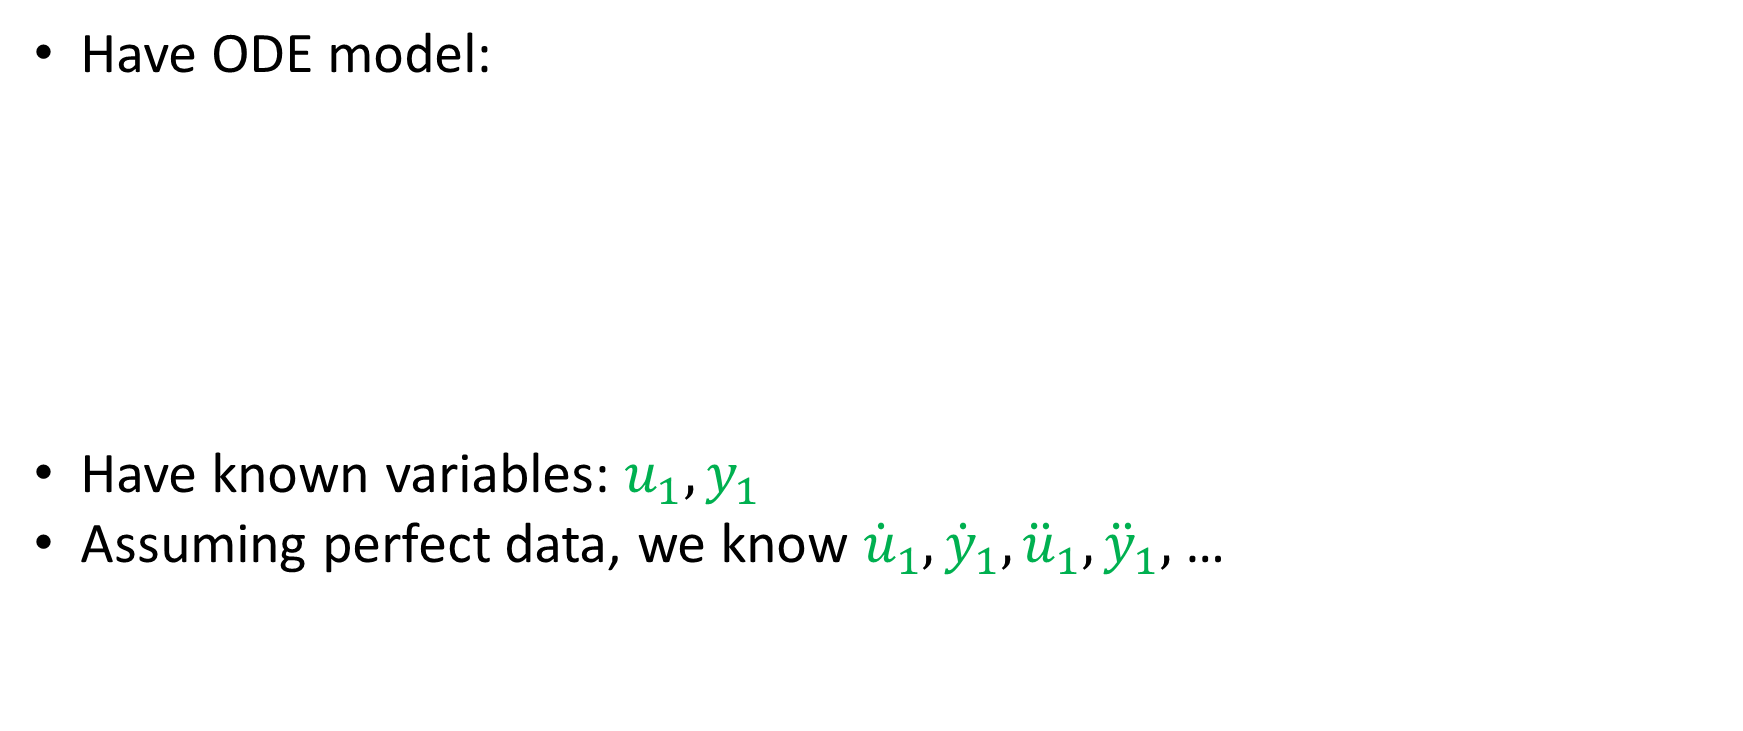 • Have ODE model:
• Have known variables: u₁, y₁
• Assuming perfect data, we know u̇₁, ẏ₁, ü₁, ÿ₁, …